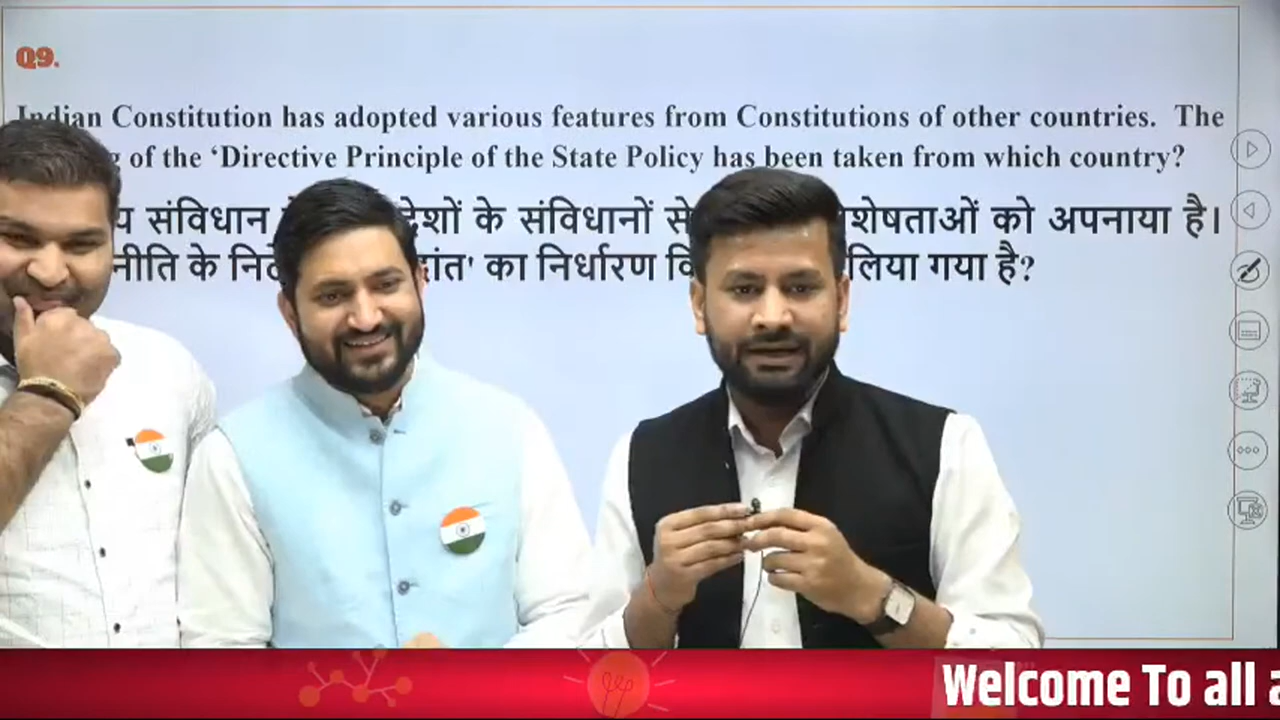 Q9.
Indian Constitution has adopted various features from Constitutions of other countries. The
of the ‘Directive Principle of the State Policy has been taken from which country?
संविधान के देशों के संविधानों से को अपनाया है।
नीति के का निर्धारण लिया गया है?
Welcome To all